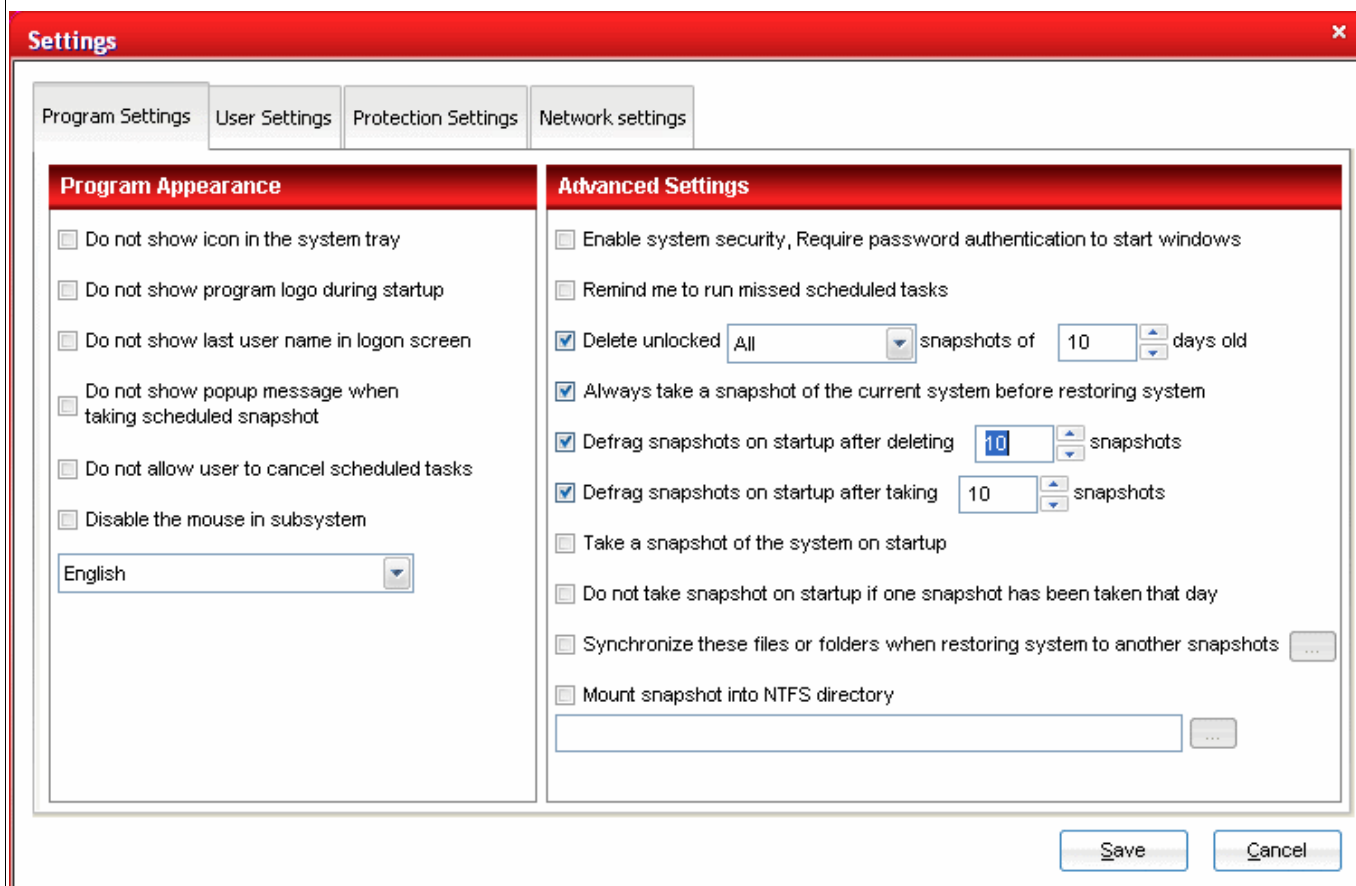 Settings
Program Settings
User Settings
Protection Settings
Network settings
Program Appearance
Do not show icon in the system tray
Do not show program logo during startup
Do not show last user name in logon screen
Do not show popup message when
taking scheduled snapshot
Do not allow user to cancel scheduled tasks
Disable the mouse in subsystem
English
Advanced Settings
Enable system security, Require password authentication to start windows
Remind me to run missed scheduled tasks
Delete unlocked All snapshots of 10 days old
Always take a snapshot of the current system before restoring system
Defrag snapshots on startup after deleting 10 snapshots
Defrag snapshots on startup after taking 10 snapshots
Take a snapshot of the system on startup
Do not take snapshot on startup if one snapshot has been taken that day
Synchronize these files or folders when restoring system to another snapshots ...
Mount snapshot into NTFS directory
...
Save
Cancel